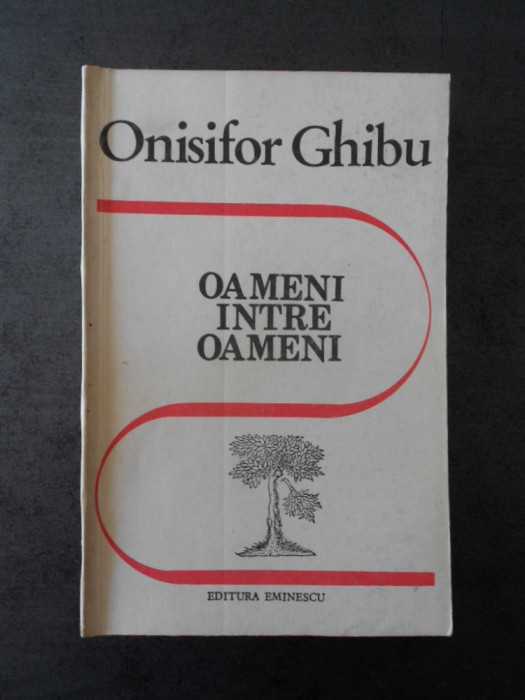 Onisifor Ghibu
OAMENI
INTRE
OAMENI
EDITURA EMINESCU